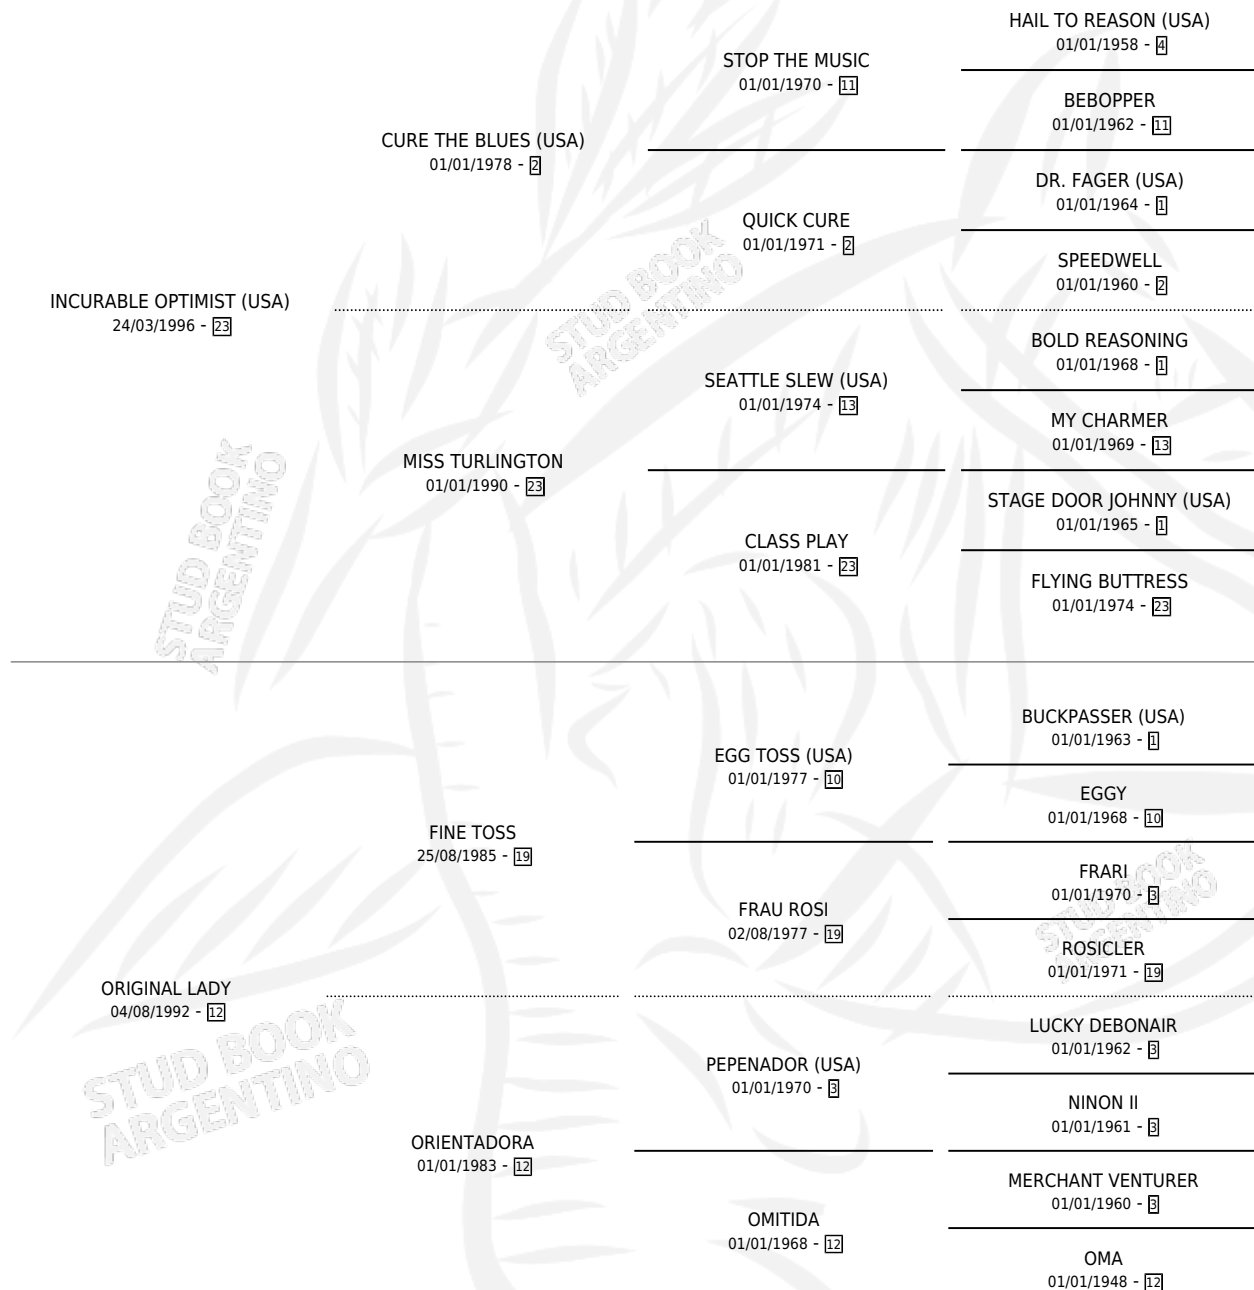 HAIL TO REASON (USA)
01/01/1958 - 4
STOP THE MUSIC
01/01/1970 - 11
BEBOPPER
01/01/1962 - 11
CURE THE BLUES (USA)
01/01/1978 - 2
DR. FAGER (USA)
01/01/1964 - 1
QUICK CURE
01/01/1971 - 2
SPEEDWELL
01/01/1960 - 2
INCURABLE OPTIMIST (USA)
24/03/1996 - 23
BOLD REASONING
01/01/1968 - 1
SEATTLE SLEW (USA)
01/01/1974 - 13
MY CHARMER
01/01/1969 - 13
MISS TURLINGTON
01/01/1990 - 23
STAGE DOOR JOHNNY (USA)
01/01/1965 - 1
CLASS PLAY
01/01/1981 - 23
FLYING BUTTRESS
01/01/1974 - 23
STUD BOOK
ARGENTINO
STUD BOOK
ARGENTINO
BUCKPASSER (USA)
01/01/1963 - 1
EGG TOSS (USA)
01/01/1977 - 10
EGGY
01/01/1968 - 10
FINE TOSS
25/08/1985 - 19
FRARI
01/01/1970 - 3
FRAU ROSI
02/08/1977 - 19
ROSICLER
01/01/1971 - 19
STUD BOOK
ARGENTINO
ORIGINAL LADY
04/08/1992 - 12
LUCKY DEBONAIR
01/01/1962 - 3
PEPENADOR (USA)
01/01/1970 - 3
NINON II
01/01/1961 - 3
ORIENTADORA
01/01/1983 - 12
MERCHANT VENTURER
01/01/1960 - 3
OMITIDA
01/01/1968 - 12
OMA
01/01/1948 - 12
STUD BOOK
ARGENTINO